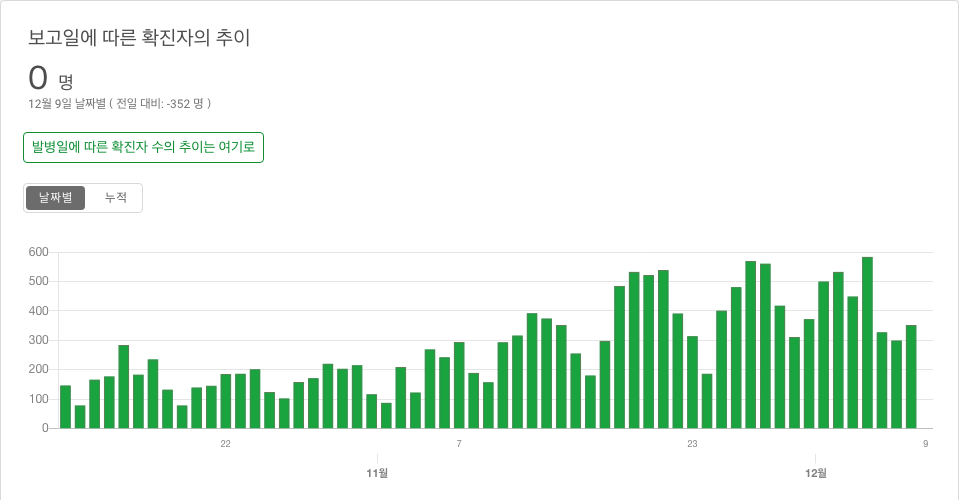 보고일에 따른 확진자의 추이
0 명
12월 9일 날짜별 ( 전일 대비: -352 명 )
발병일에 따른 확진자 수의 추이는 여기로
날짜별 누적
600
500
400
300
200
100
0
22 7 23 9
11월 12월